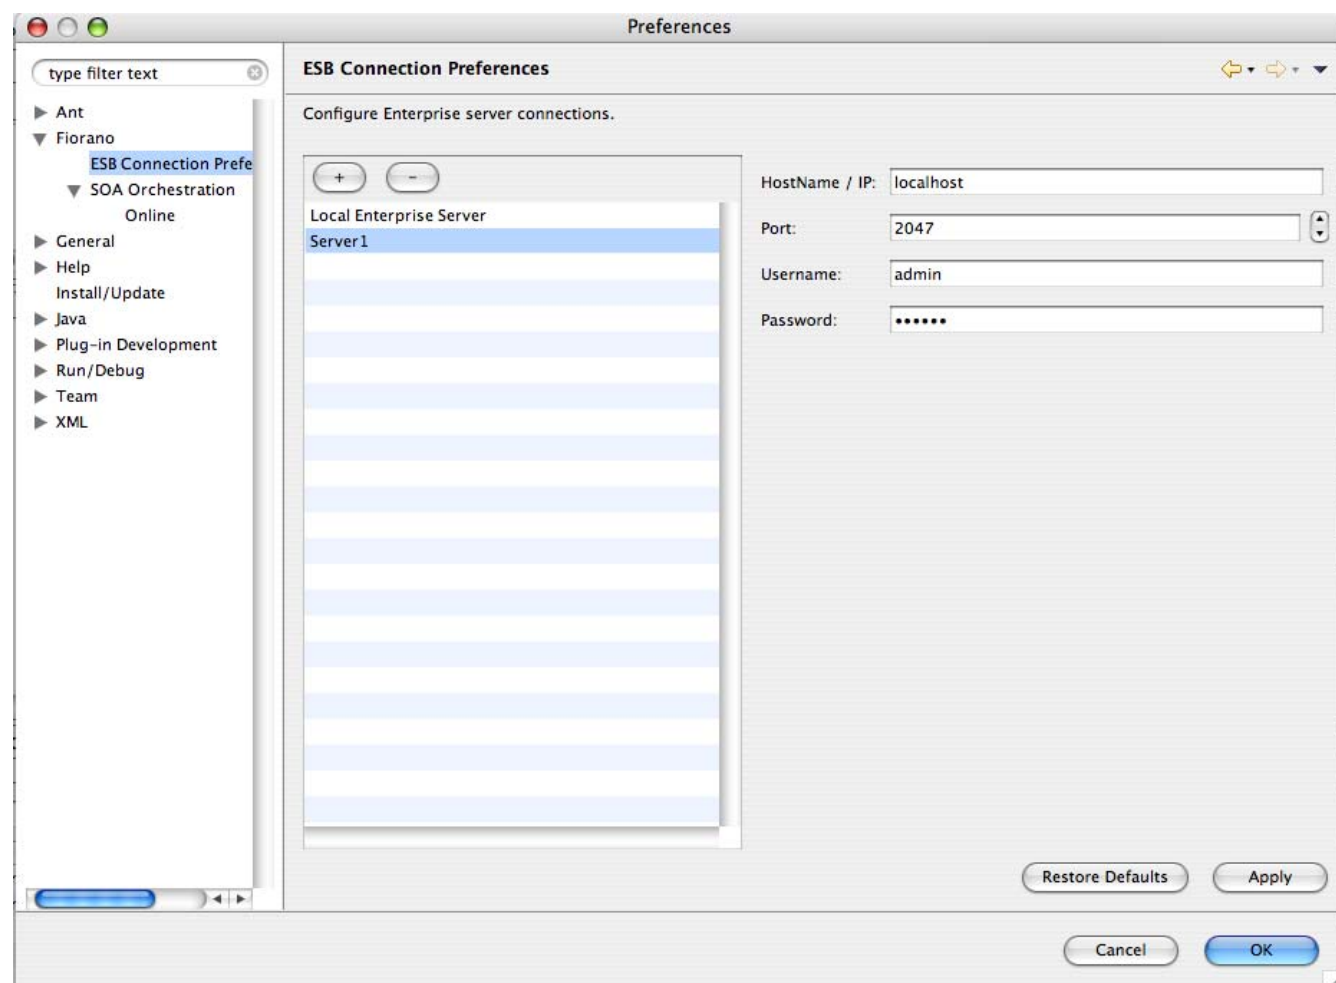 Preferences
type filter text
Ant
Fiorano
ESB Connection Prefe
SOA Orchestration
Online
General
Help
Install/Update
Java
Plug-in Development
Run/Debug
Team
XML
ESB Connection Preferences
Configure Enterprise server connections.
+ -
Local Enterprise Server
Server1
HostName / IP: localhost
Port: 2047
Username: admin
Password: ••••••
Restore Defaults Apply
Cancel OK